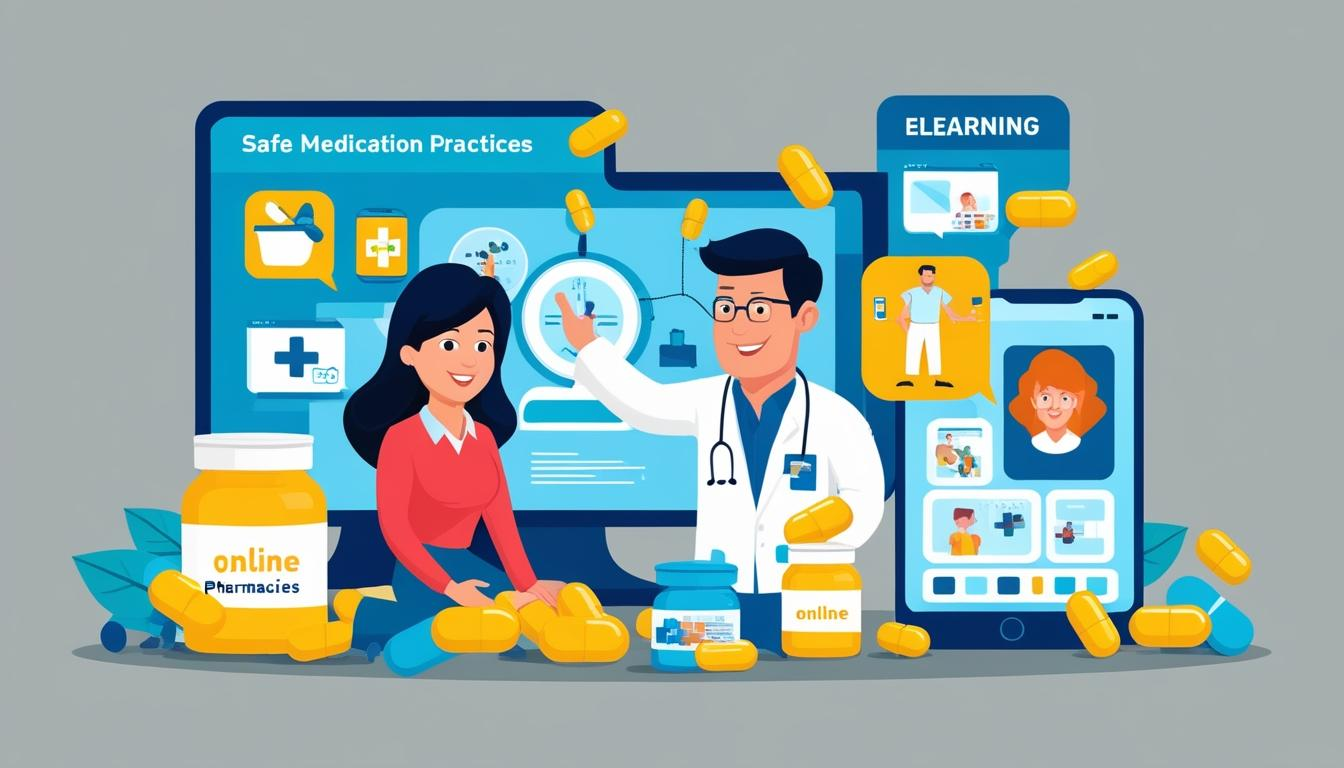 Safe Medication Practices
ELEARNING
online
Pharmacies
online